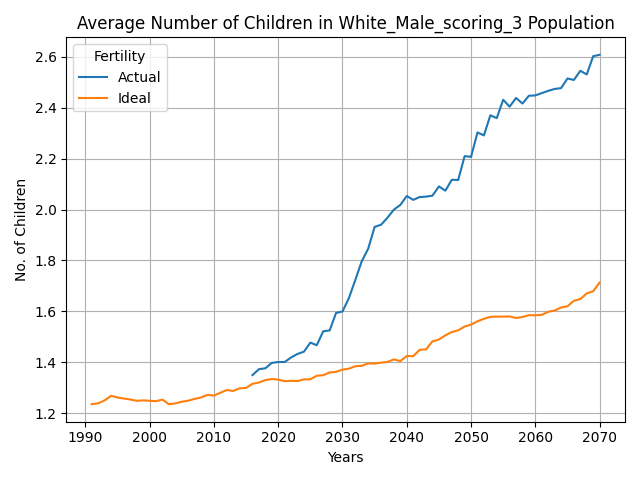 Average Number of Children in White_Male_scoring_3 Population
Fertility
Actual
Ideal
No. of Children
2.6
2.4
2.2
2.0
1.8
1.6
1.4
1.2
1990 2000 2010 2020 2030 2040 2050 2060 2070
Years